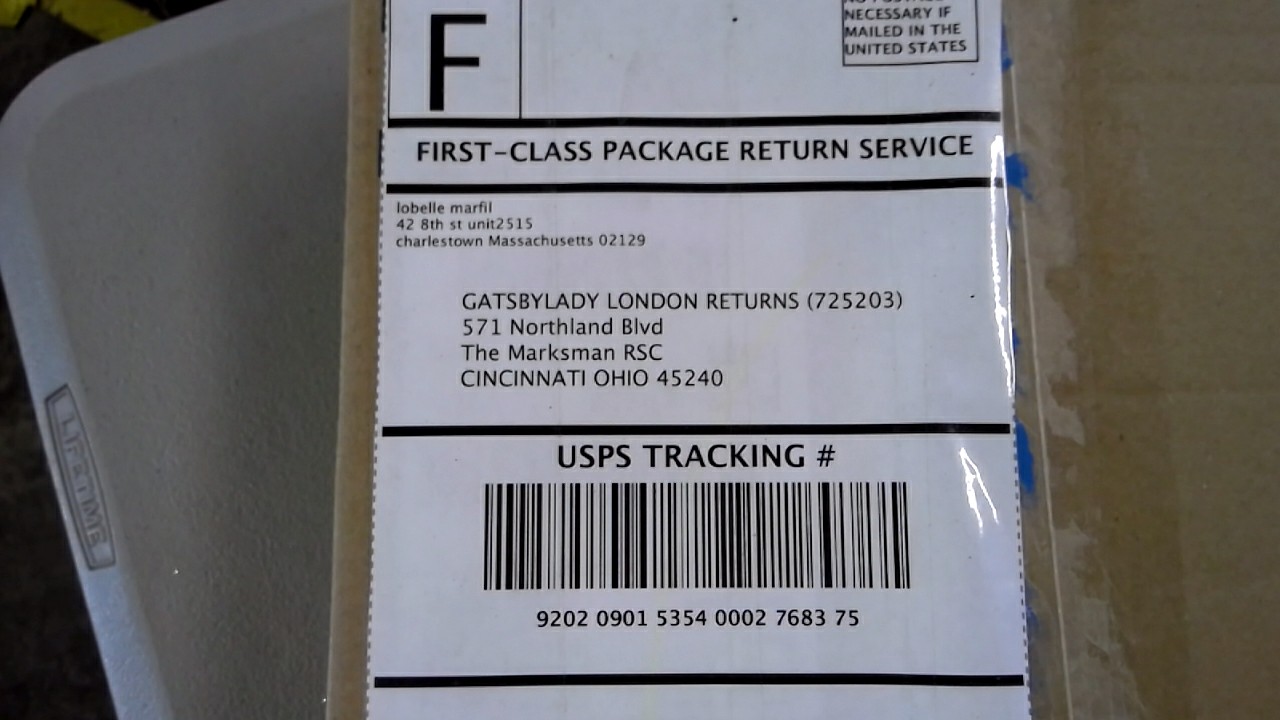 F
NECESSARY IF
MAILED IN THE
UNITED STATES
FIRST-CLASS PACKAGE RETURN SERVICE
lobelle marfil
42 8th st unit2515
charlestown Massachusetts 02129
GATSBYLADY LONDON RETURNS (725203)
571 Northland Blvd
The Marksman RSC
CINCINNATI OHIO 45240
USPS TRACKING #
9202 0901 5354 0002 7683 75
LIFETIME